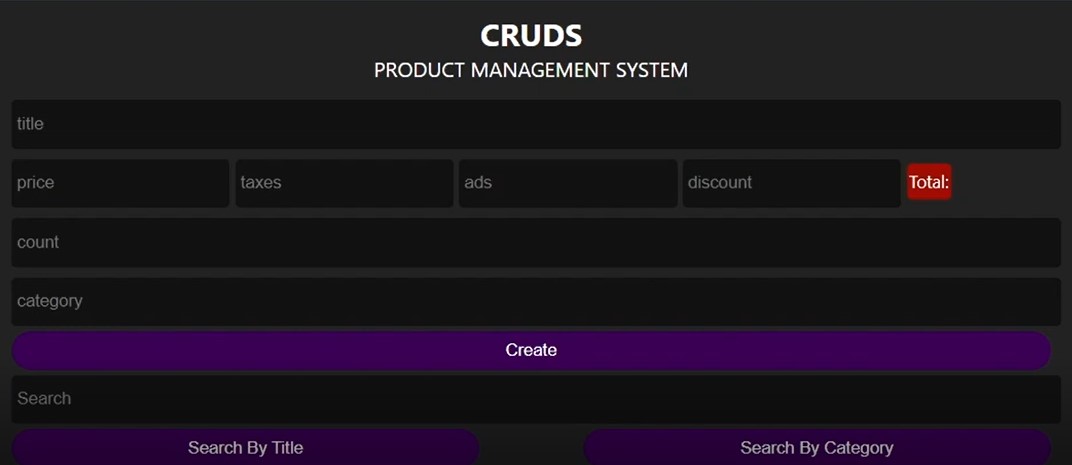 CRUDS
PRODUCT MANAGEMENT SYSTEM
title
price taxes ads discount Total:
count
category
Create
Search
Search By Title Search By Category